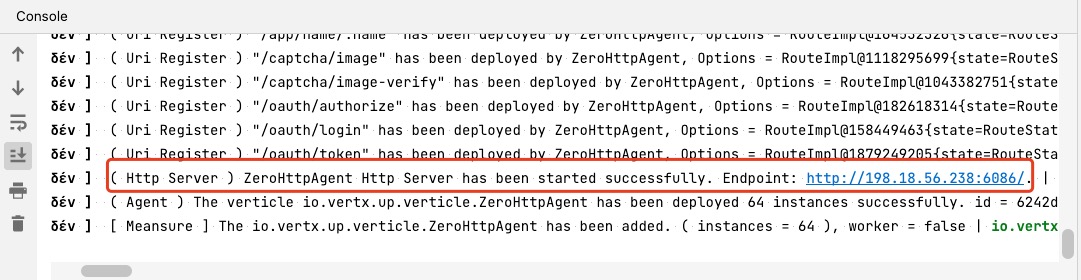 Console
δέν ] ( Uri Register ) "/app/name/:name" has been deployed by ZeroHttpAgent, Options = RouteImpl@
δέν ] ( Uri Register ) "/captcha/image" has been deployed by ZeroHttpAgent, Options = RouteImpl@1118295699{state=RouteS
δέν ] ( Uri Register ) "/captcha/image-verify" has been deployed by ZeroHttpAgent, Options = RouteImpl@1043382751{state
δέν ] ( Uri Register ) "/oauth/authorize" has been deployed by ZeroHttpAgent, Options = RouteImpl@182618314{state=Route
δέν ] ( Uri Register ) "/oauth/login" has been deployed by ZeroHttpAgent, Options = RouteImpl@158449463{state=RouteStat
δέν ] ( Uri Register ) "/oauth/token" has been deployed by ZeroHttpAgent, Options = RouteImpl@1879249205{state=RouteSta
δέν ] ( Http Server ) ZeroHttpAgent Http Server has been started successfully. Endpoint: http://198.18.56.238:6086/. |
δέν ] ( Agent ) The verticle io.vertx.up.verticle.ZeroHttpAgent has been deployed 64 instances successfully. id = 6242d
δέν ] [ Meansure ] The io.vertx.up.verticle.ZeroHttpAgent has been added. ( instances = 64 ), worker = false | io.vertx